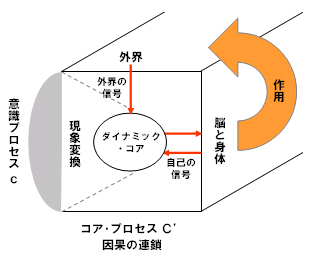 外界
外界の
信号
作用
意識プロセス
C
現象変換
ダイナミック
・コア
脳と身体
自己の
信号
コア・プロセス C'
因果の連鎖